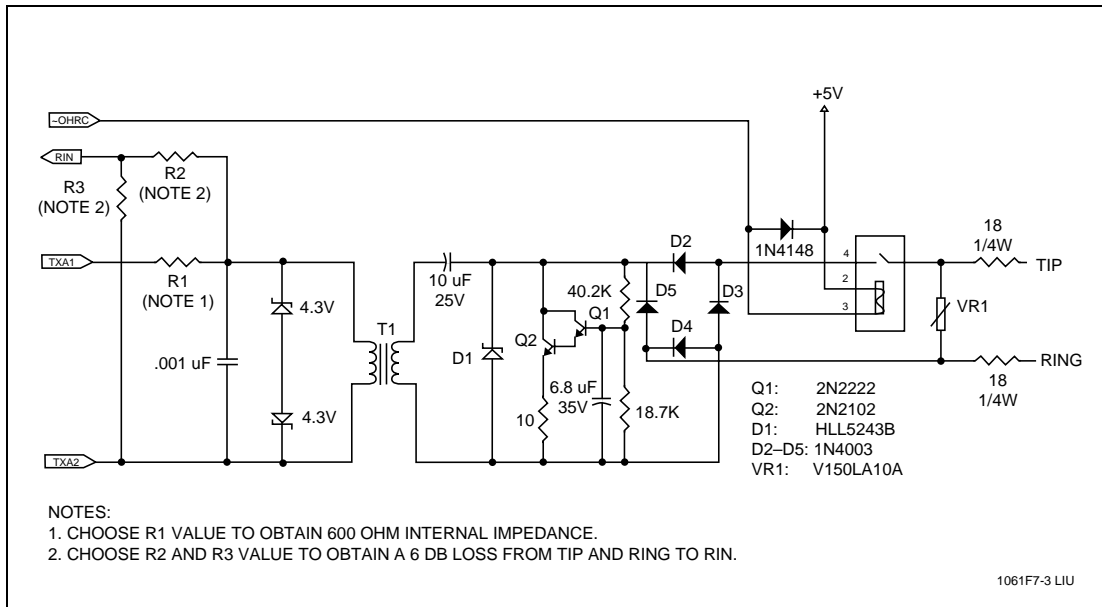 +5V
~OHRC
RIN
R2
(NOTE 2)
R3
(NOTE 2)
TXA1
R1
(NOTE 1)
.001 uF
4.3V
4.3V
T1
10 uF
25V
D1
Q2
Q1
40.2K
D5
D2
D4
D3
6.8 uF
35V
10
18.7K
1N4148
4
2
3
18
1/4W
TIP
VR1
RING
18
1/4W
TXA2
Q1: 2N2222
Q2: 2N2102
D1: HLL5243B
D2–D5: 1N4003
VR1: V150LA10A
NOTES:
1. CHOOSE R1 VALUE TO OBTAIN 600 OHM INTERNAL IMPEDANCE.
2. CHOOSE R2 AND R3 VALUE TO OBTAIN A 6 DB LOSS FROM TIP AND RING TO RIN.
1061F7-3 LIU